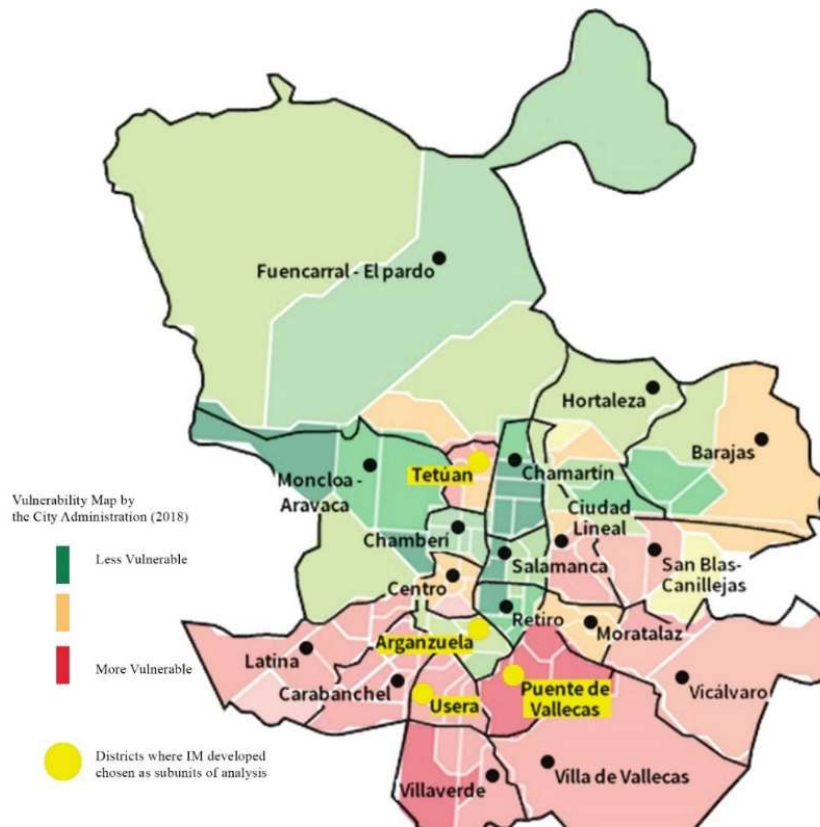 Fuencarral - El pardo
Hortaleza
Barajas
Tetúan
Chamartín
Moncloa -
Aravaca
Vulnerability Map by
the City Administration (2018)
Ciudad
Lineal
Chamberí
Less Vulnerable
Salamanca
San Blas-
Canillejas
Centro
Retiro
Arganzuela
Moratalaz
Latina
More Vulnerable
Carabanchel
Usera
Puente de
Vallecas
Vicálvaro
Districts where IM developed
chosen as subunits of analysis
Villaverde
Villa de Vallecas